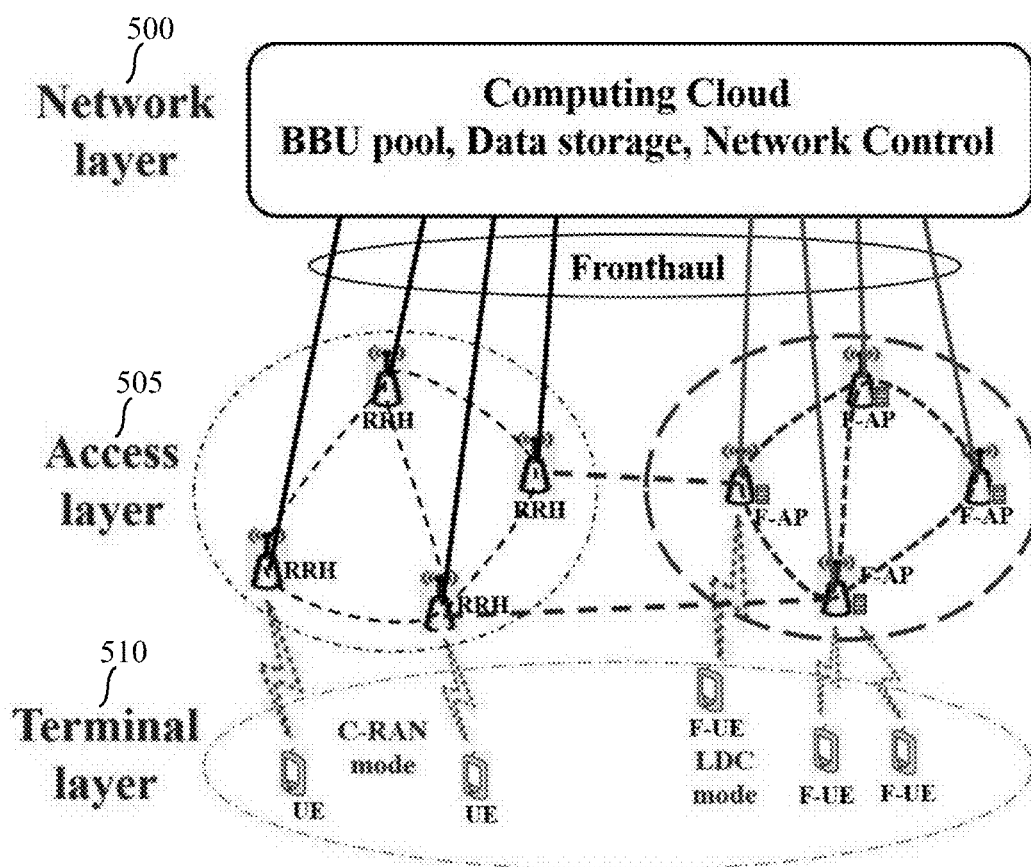 500
Network
layer
Computing Cloud
BBU pool, Data storage, Network Control
Fronthaul
505
Access
layer
RRH
F-AP
RRH
F-AP
F-AP
RRH
F-AP
RRH
510
Terminal
layer
C-RAN
mode
UE
UE
F-UE
LDC
mode
F-UE
F-UE